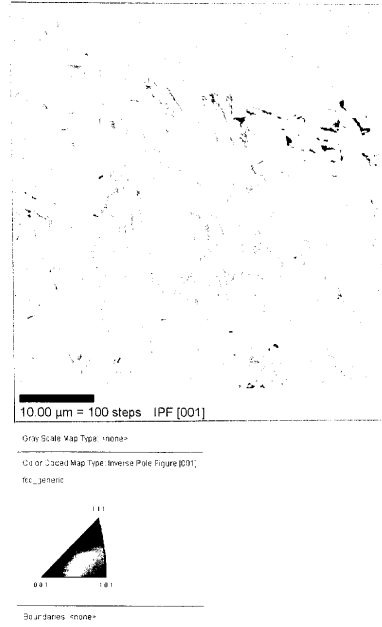 10.00 µm = 100 steps IPF [001]
Gray Scale Map Type: <none>
Color Coded Map Type: Inverse Pole Figure [001]
fcc_generic
111
001 101
Boundaries: <none>